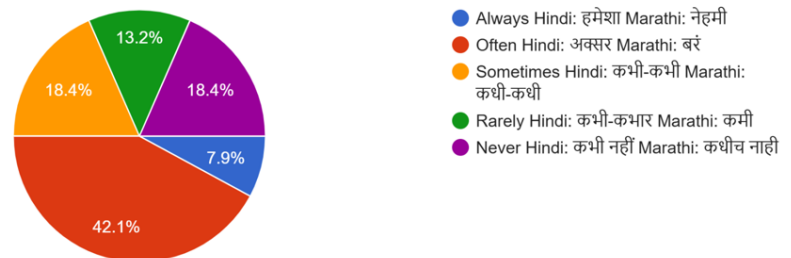 13.2%
18.4%
18.4%
7.9%
42.1%
Always Hindi: हमेशा Marathi: नेहमी
Often Hindi: अक्सर Marathi: बरं
Sometimes Hindi: कभी-कभी Marathi:
कधी-कधी
Rarely Hindi: कभी-कभार Marathi: कमी
Never Hindi: कभी नहीं Marathi: कधीच नाही